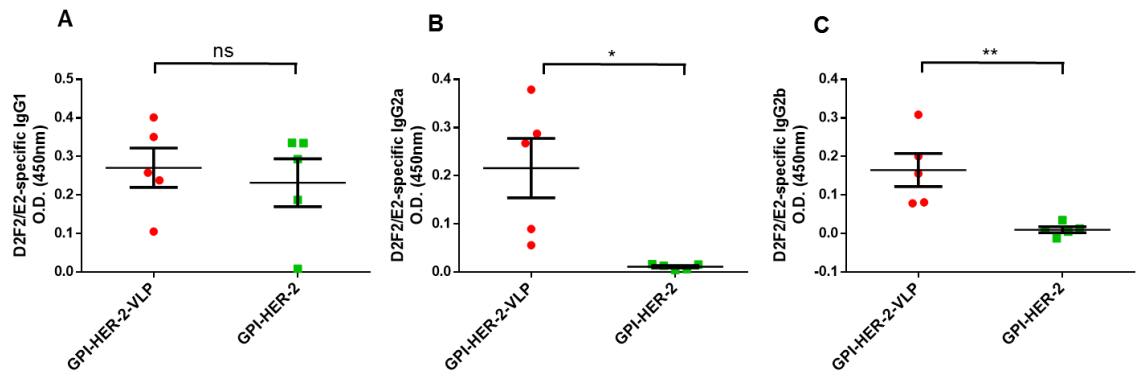 A
ns
D2F2/E2-specific IgG1
O.D. (450nm)
0.5
0.4
0.3
0.2
0.1
0.0
GPI-HER-2-VLP
GPI-HER-2
B
*
D2F2/E2-specific IgG2a
O.D. (450nm)
0.4
0.3
0.2
0.1
0.0
GPI-HER-2-VLP
GPI-HER-2
C
**
D2F2/E2-specific IgG2b
O.D. (450nm)
0.4
0.3
0.2
0.1
0.0
-0.1
GPI-HER-2-VLP
GPI-HER-2